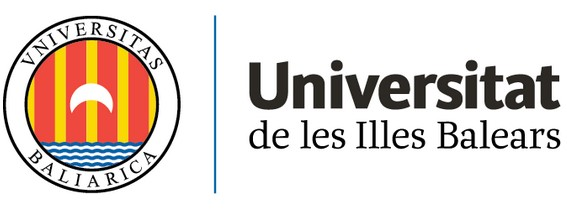 VNIVERSITAS
BALIARICA
Universitat
de les Illes Balears